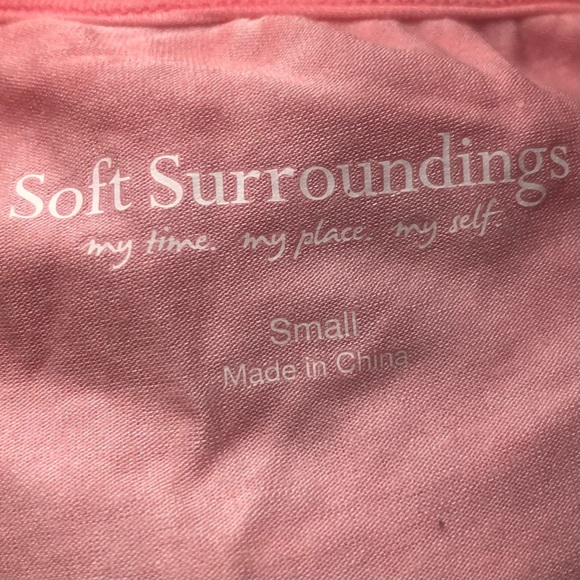 Soft Surroundings
my time. my place. my self.
Small
Made in China